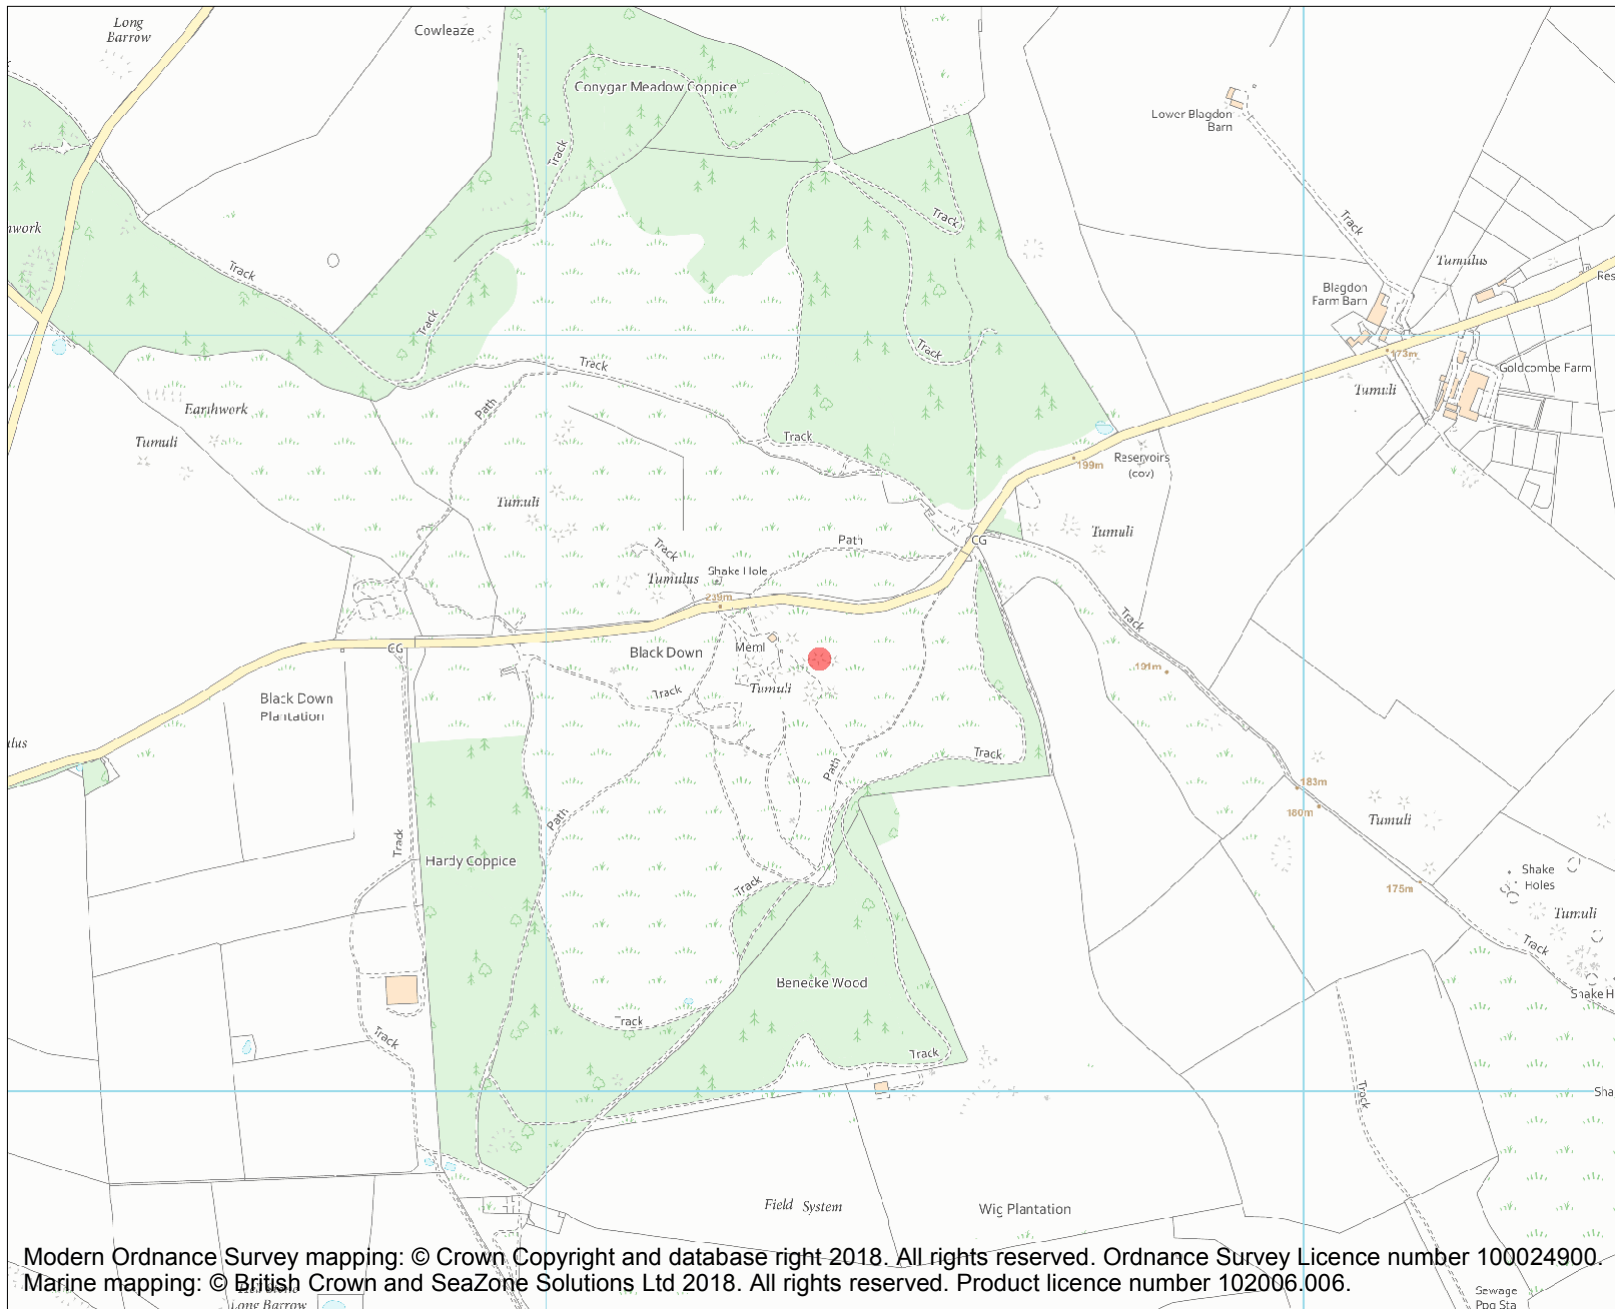 Long
Barrow
Cowleaze
Conygar Meadow Coppice
Lower Blagdon
Barn
Track
Track
Track
Tumulus
Track
Blagdon
Farm Barn
Track
Track
173m
Goldcombe Farm
Track
Tumuli
Path
Earthwork
Tumuli
Track
199m
Reservoirs
(cov)
Tumuli
Tumuli
CG
Path
Track
Shake Hole
Tumulus
239m
Track
CG
Black Down
Meml
191m
Tumuli
Track
Black Down
Plantation
Track
Path
183m
180m
Tumuli
Path
Track
Hardy Coppice
Track
175m
Shake
Holes
Tumuli
Track
Benecke Wood
Track
Track
Track
Track
Field System
Wig Plantation
Modern Ordnance Survey mapping: © Crown Copyright and database right 2018. All rights reserved. Ordnance Survey Licence number 100024900.
Marine mapping: © British Crown and SeaZone Solutions Ltd 2018. All rights reserved. Product licence number 102006.006.
Long Barrow
Sewage
Ppg Sta